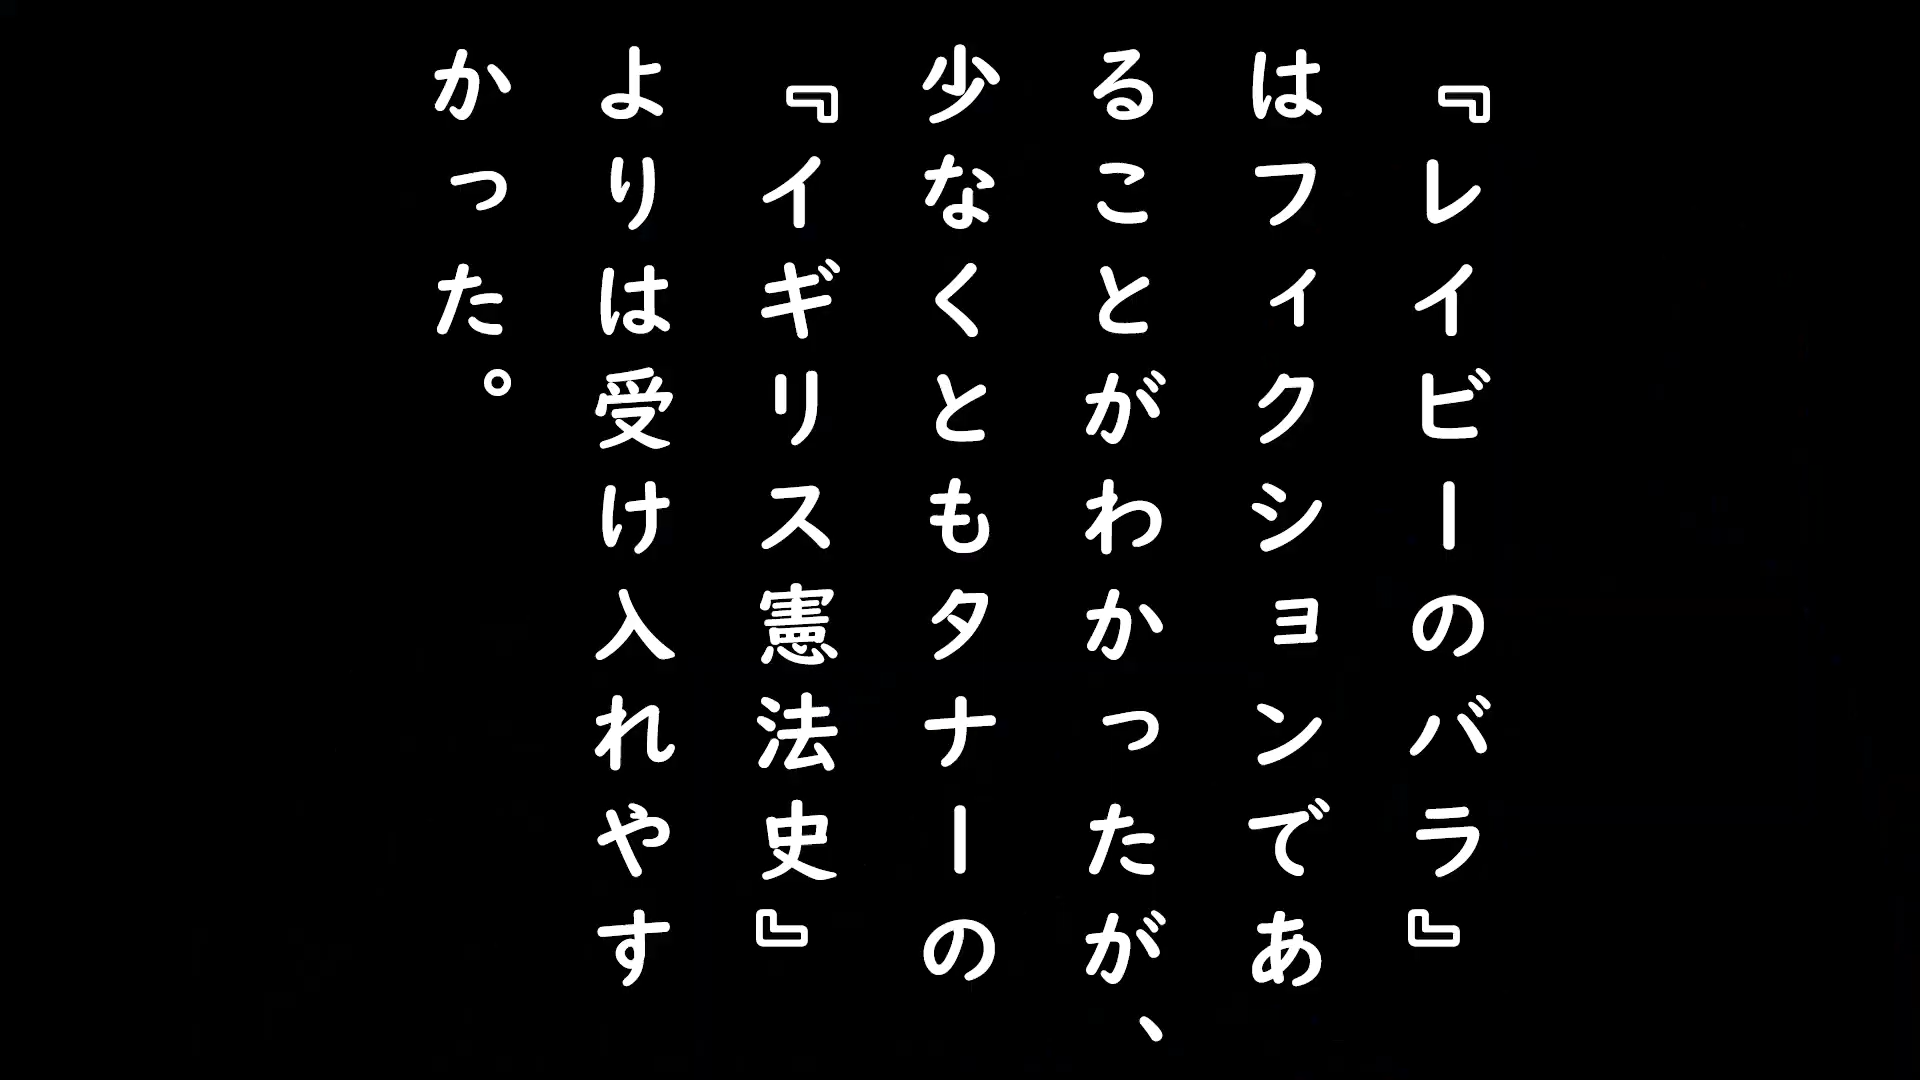 『レイビーのバラ』
はフィクションであ
ることがわかったが、
少なくともタナーの
『イギリス憲法史』
よりは受け入れやす
かった。